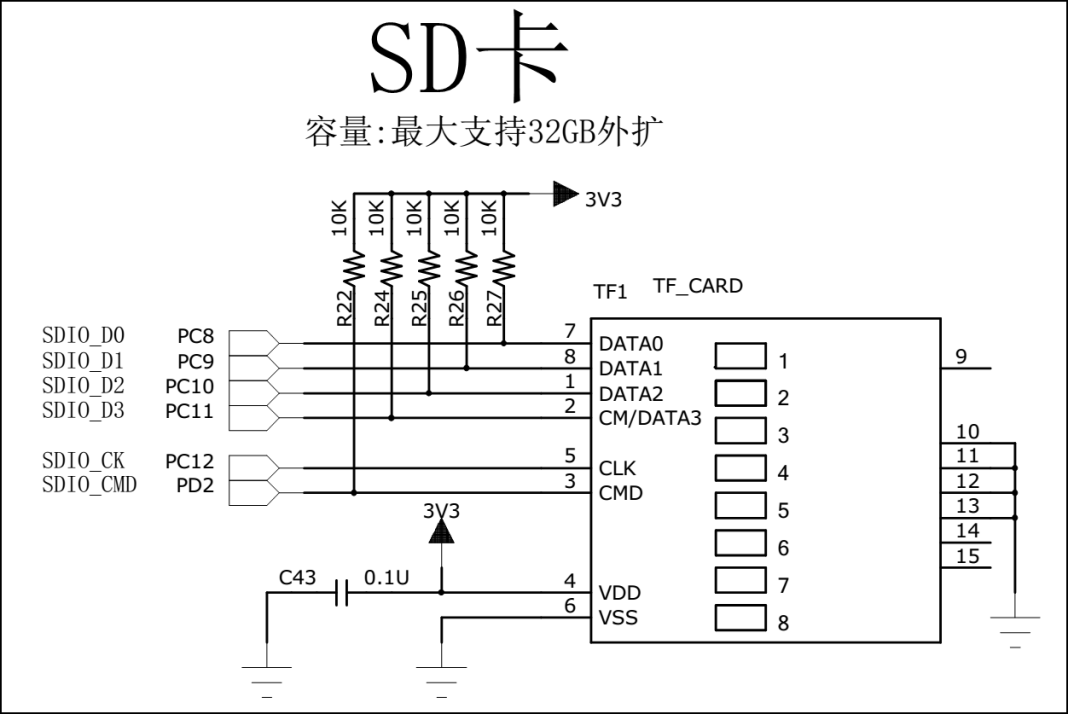 SD卡
容量:最大支持32GB外扩
3V3
10K 10K 10K 10K 10K
R22 R24 R25 R26 R27
TF1 TF_CARD
SDIO_D0 PC8 7 DATA0
SDIO_D1 PC9 8 DATA1
SDIO_D2 PC10 1 DATA2
SDIO_D3 PC11 2 CM/DATA3
SDIO_CK PC12 5 CLK
SDIO_CMD PD2 3 CMD
3V3
C43 0.1U 4 VDD
6 VSS
1
2
3
4
5
6
7
8
9
10
11
12
13
14
15